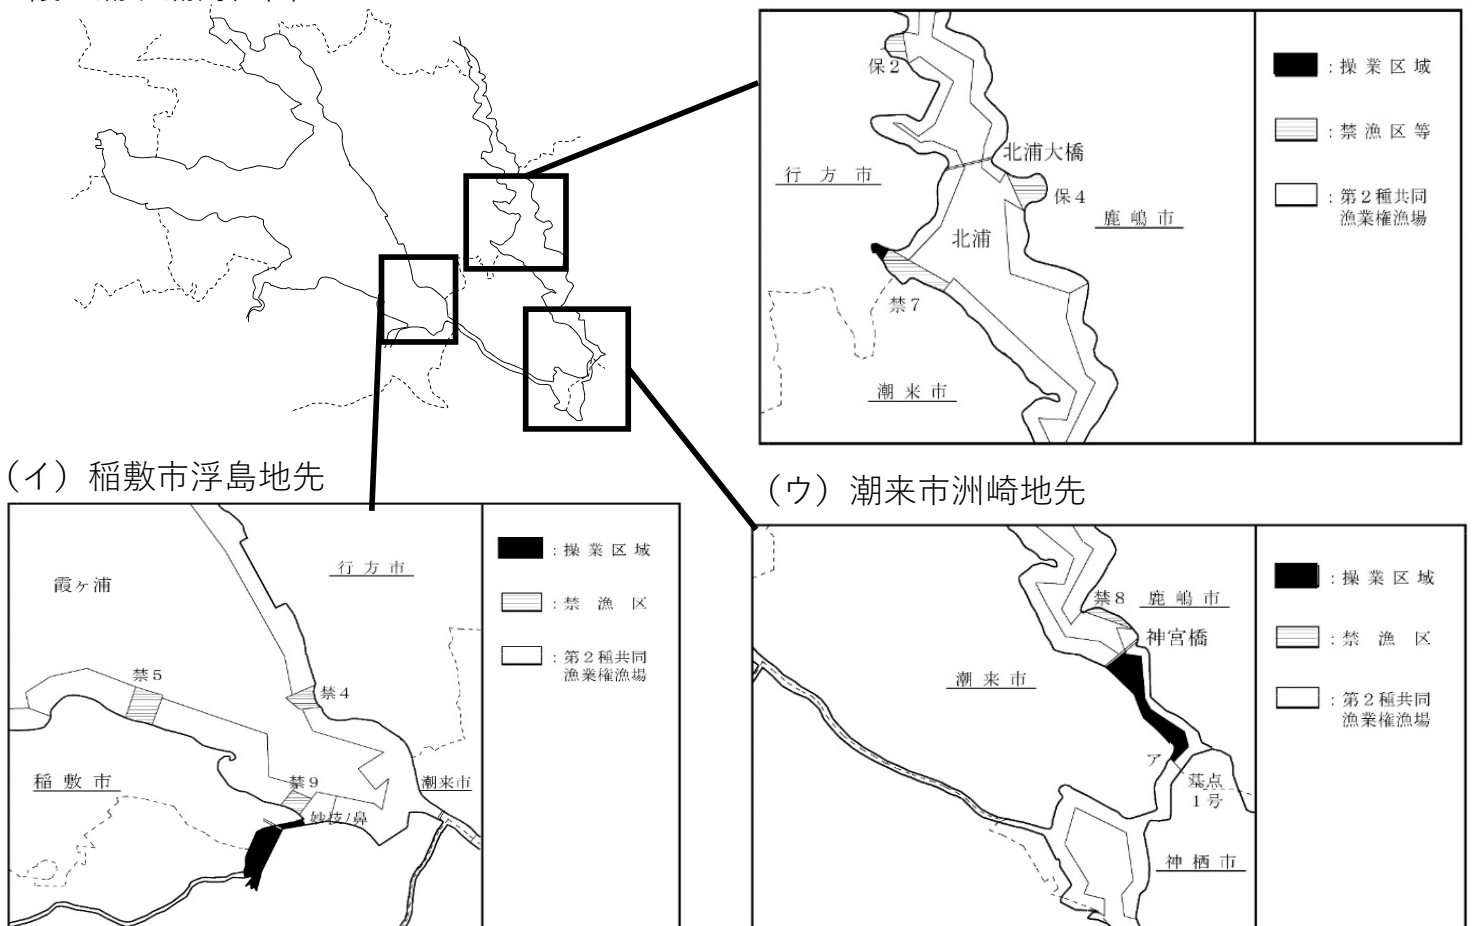 保2
北浦大橋
行方市
保4
鹿嶋市
北浦
禁7
潮来市
：操業区域
：禁漁区等
：第2種共同
漁業権漁場
（イ）稲敷市浮島地先
霞ヶ浦
行方市
禁5
禁4
稲敷市
禁9
潮来市
妙技ノ鼻
：操業区域
：禁漁区
：第2種共同
漁業権漁場
（ウ）潮来市洲崎地先
禁8
鹿嶋市
神宮橋
潮来市
ア
基点
1号
神栖市
：操業区域
：禁漁区
：第2種共同
漁業権漁場